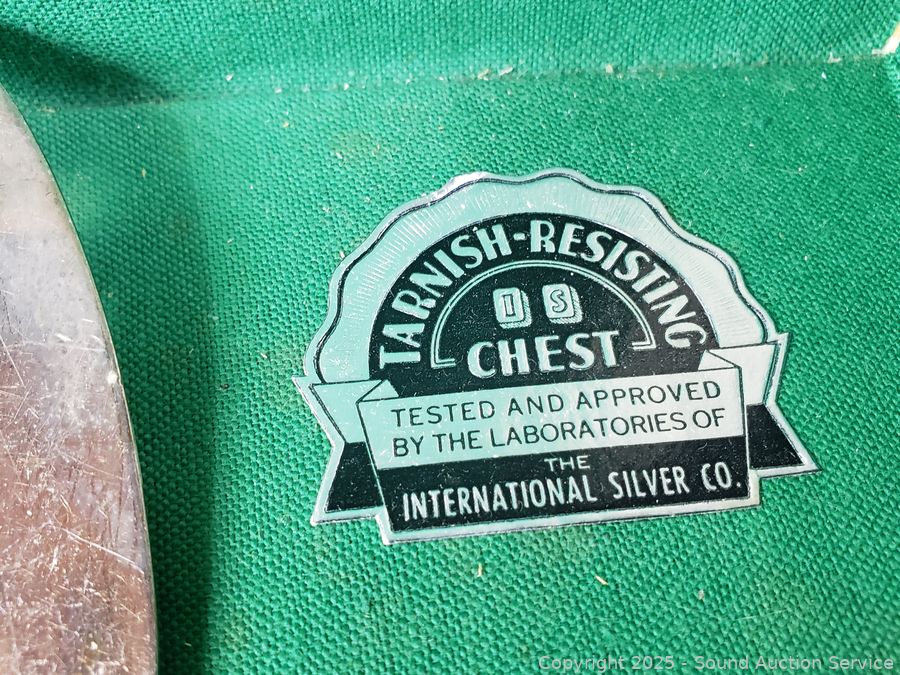 TARNISH-RESISTING
I S
CHEST
TESTED AND APPROVED
BY THE LABORATORIES OF
THE
INTERNATIONAL SILVER CO.
Copyright 2025 - Sound Auction Service